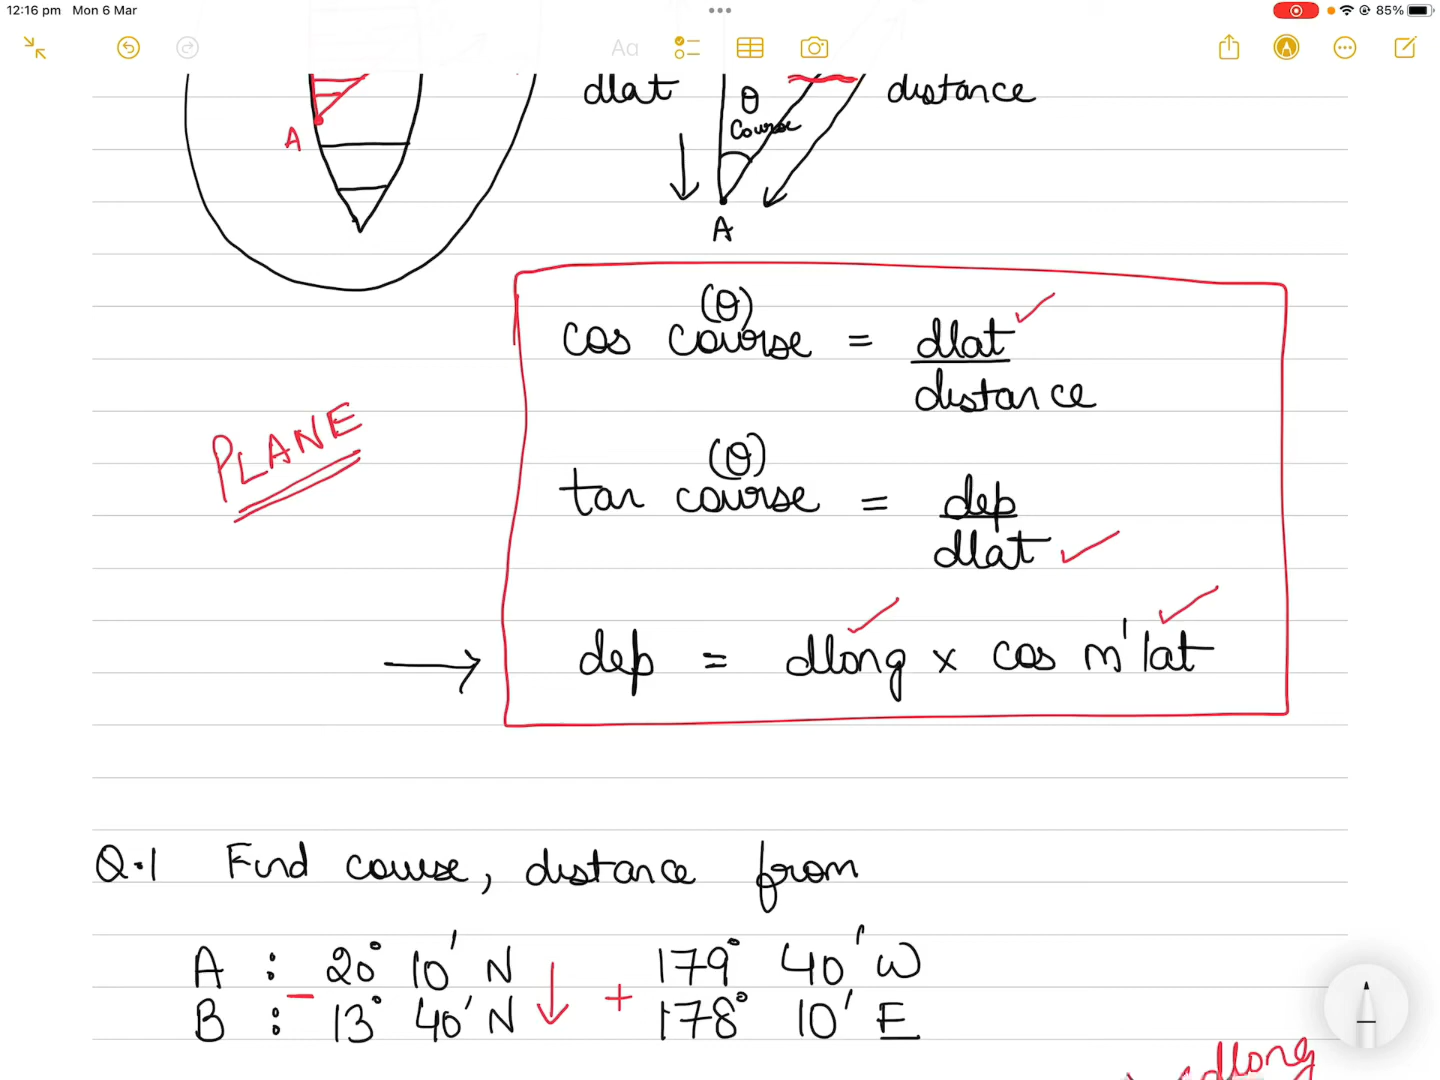 12:16 pm Mon 6 Mar
85%
Aa
dlat
θ
distance
Course
A
A
(θ)
cos course = dlat
distance
PLANE
(θ)
tan course = dep
dlat
→ dep = dlong x cos m'lat
Q.1 Find course, distance from
A : 20° 10' N 179° 40' W
− ↓ +
B : 13° 40' N 178° 10' E
dlong